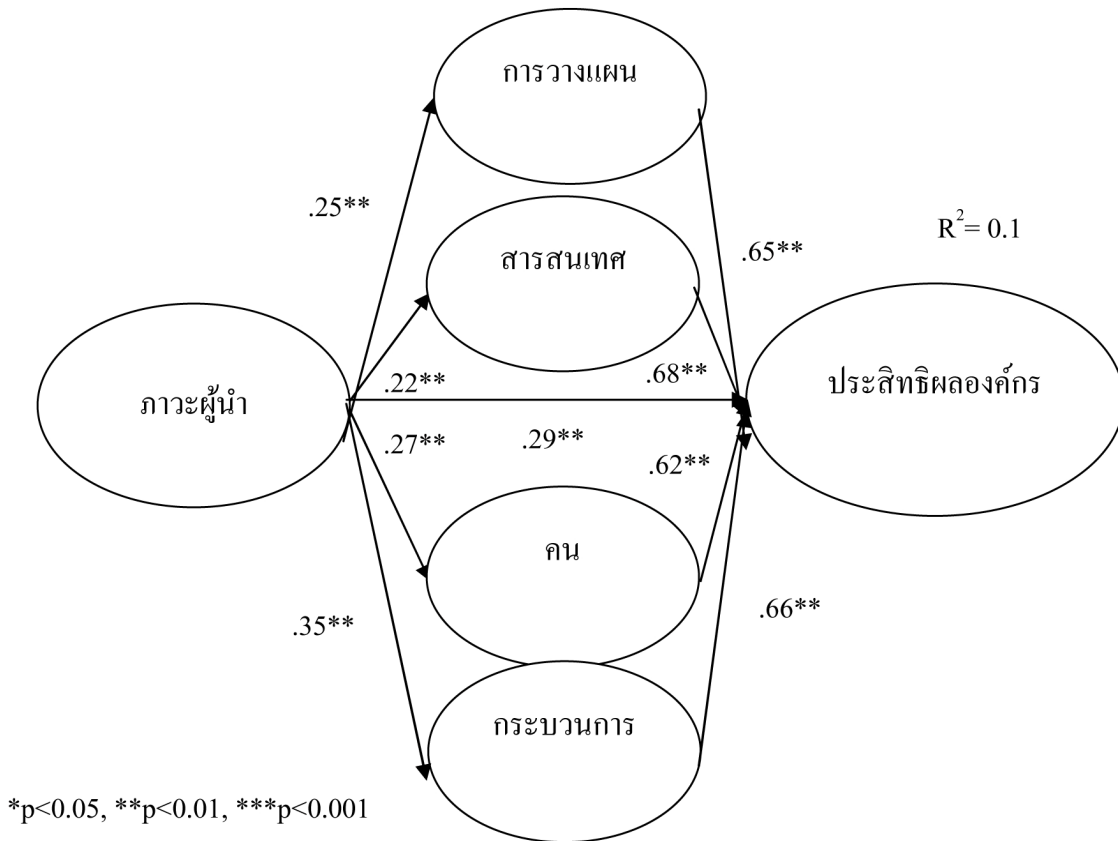 การวางแผน
.25**
R²= 0.1
.65**
สารสนเทศ
ภาวะผู้นำ
.22**
.68**
ประสิทธิผลองค์กร
.27**
.29**
.62**
คน
.35**
.66**
กระบวนการ
*p<0.05, **p<0.01, ***p<0.001